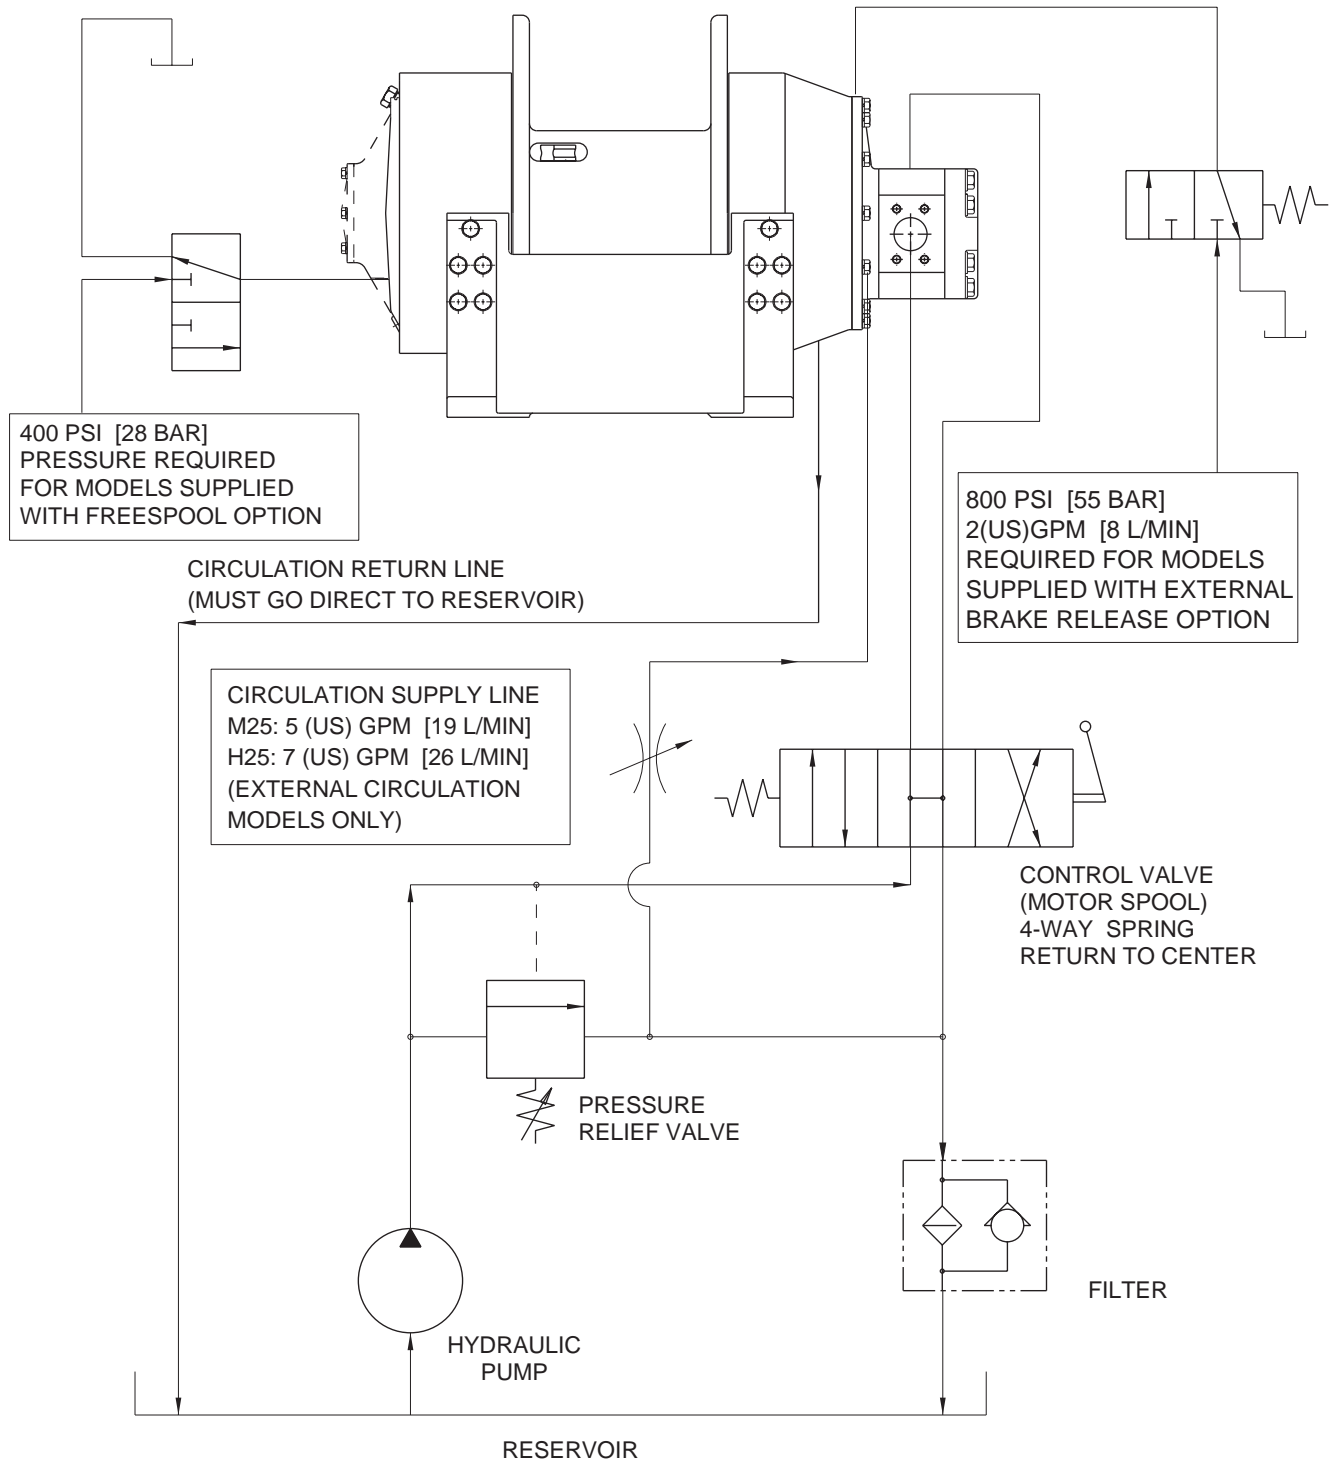 400 PSI [28 BAR]
PRESSURE REQUIRED
FOR MODELS SUPPLIED
WITH FREESPOOL OPTION
800 PSI [55 BAR]
2(US)GPM [8 L/MIN]
REQUIRED FOR MODELS
SUPPLIED WITH EXTERNAL
BRAKE RELEASE OPTION
CIRCULATION RETURN LINE
(MUST GO DIRECT TO RESERVOIR)
CIRCULATION SUPPLY LINE
M25: 5 (US) GPM [19 L/MIN]
H25: 7 (US) GPM [26 L/MIN]
(EXTERNAL CIRCULATION
MODELS ONLY)
CONTROL VALVE
(MOTOR SPOOL)
4-WAY SPRING
RETURN TO CENTER
PRESSURE
RELIEF VALVE
FILTER
HYDRAULIC
PUMP
RESERVOIR